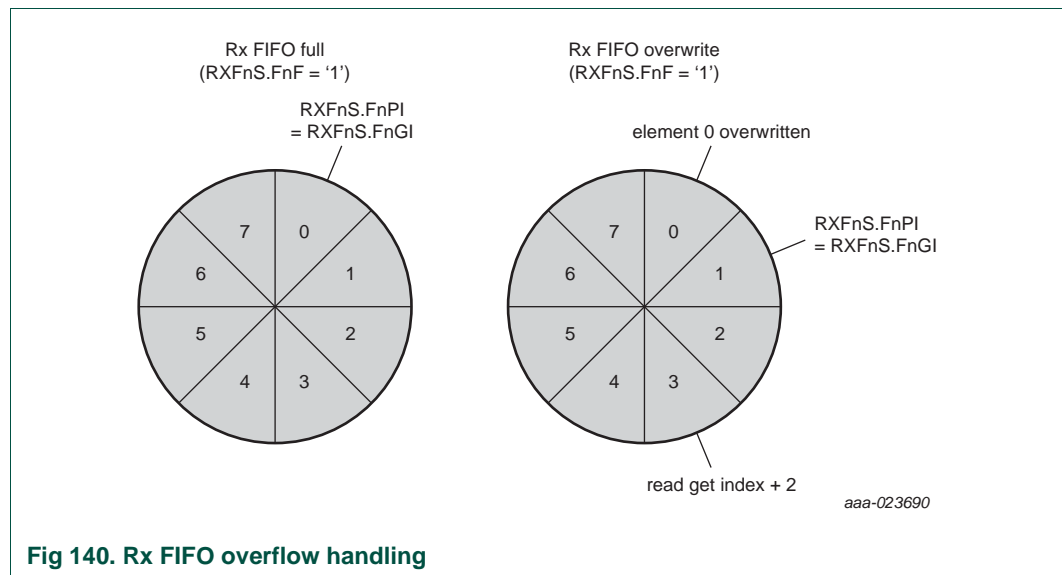 Rx FIFO full
(RXFnS.FnF = ‘1’)
RXFnS.FnPI
= RXFnS.FnGI
7
0
6
1
5
2
4
3
Rx FIFO overwrite
(RXFnS.FnF = ‘1’)
element 0 overwritten
RXFnS.FnPI
= RXFnS.FnGI
7
0
6
1
5
2
4
3
read get index + 2
aaa-023690
Fig 140. Rx FIFO overflow handling